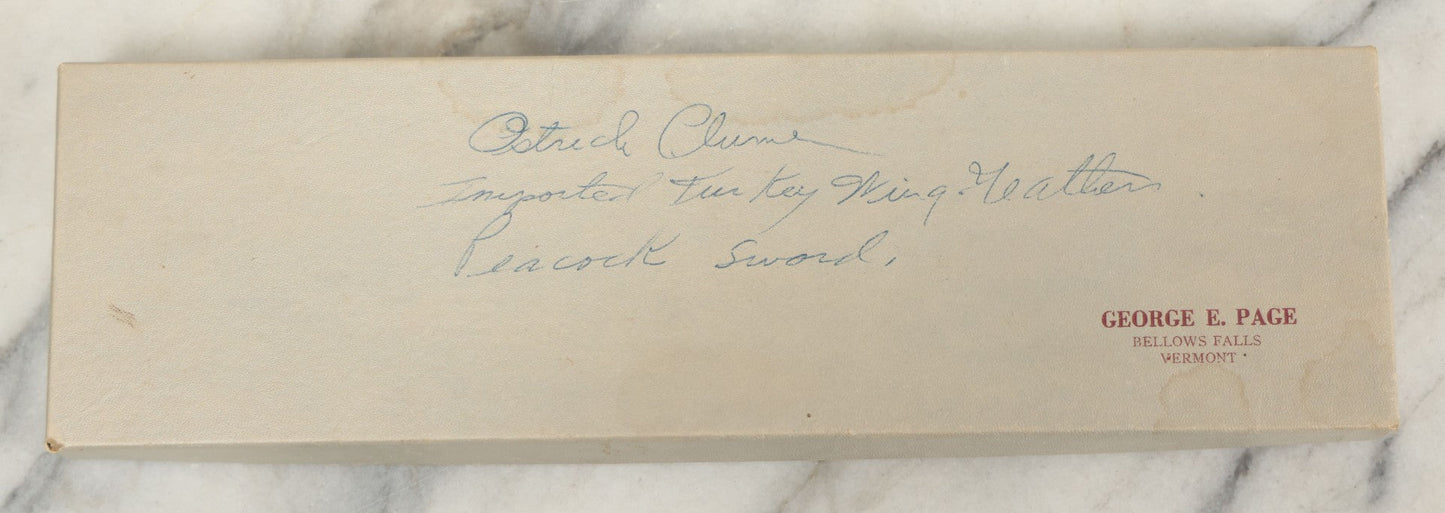 Ostrich Plume
Imported Turkey Wing-Feathers
Peacock Sword.
GEORGE E. PAGE
BELLOWS FALLS
VERMONT